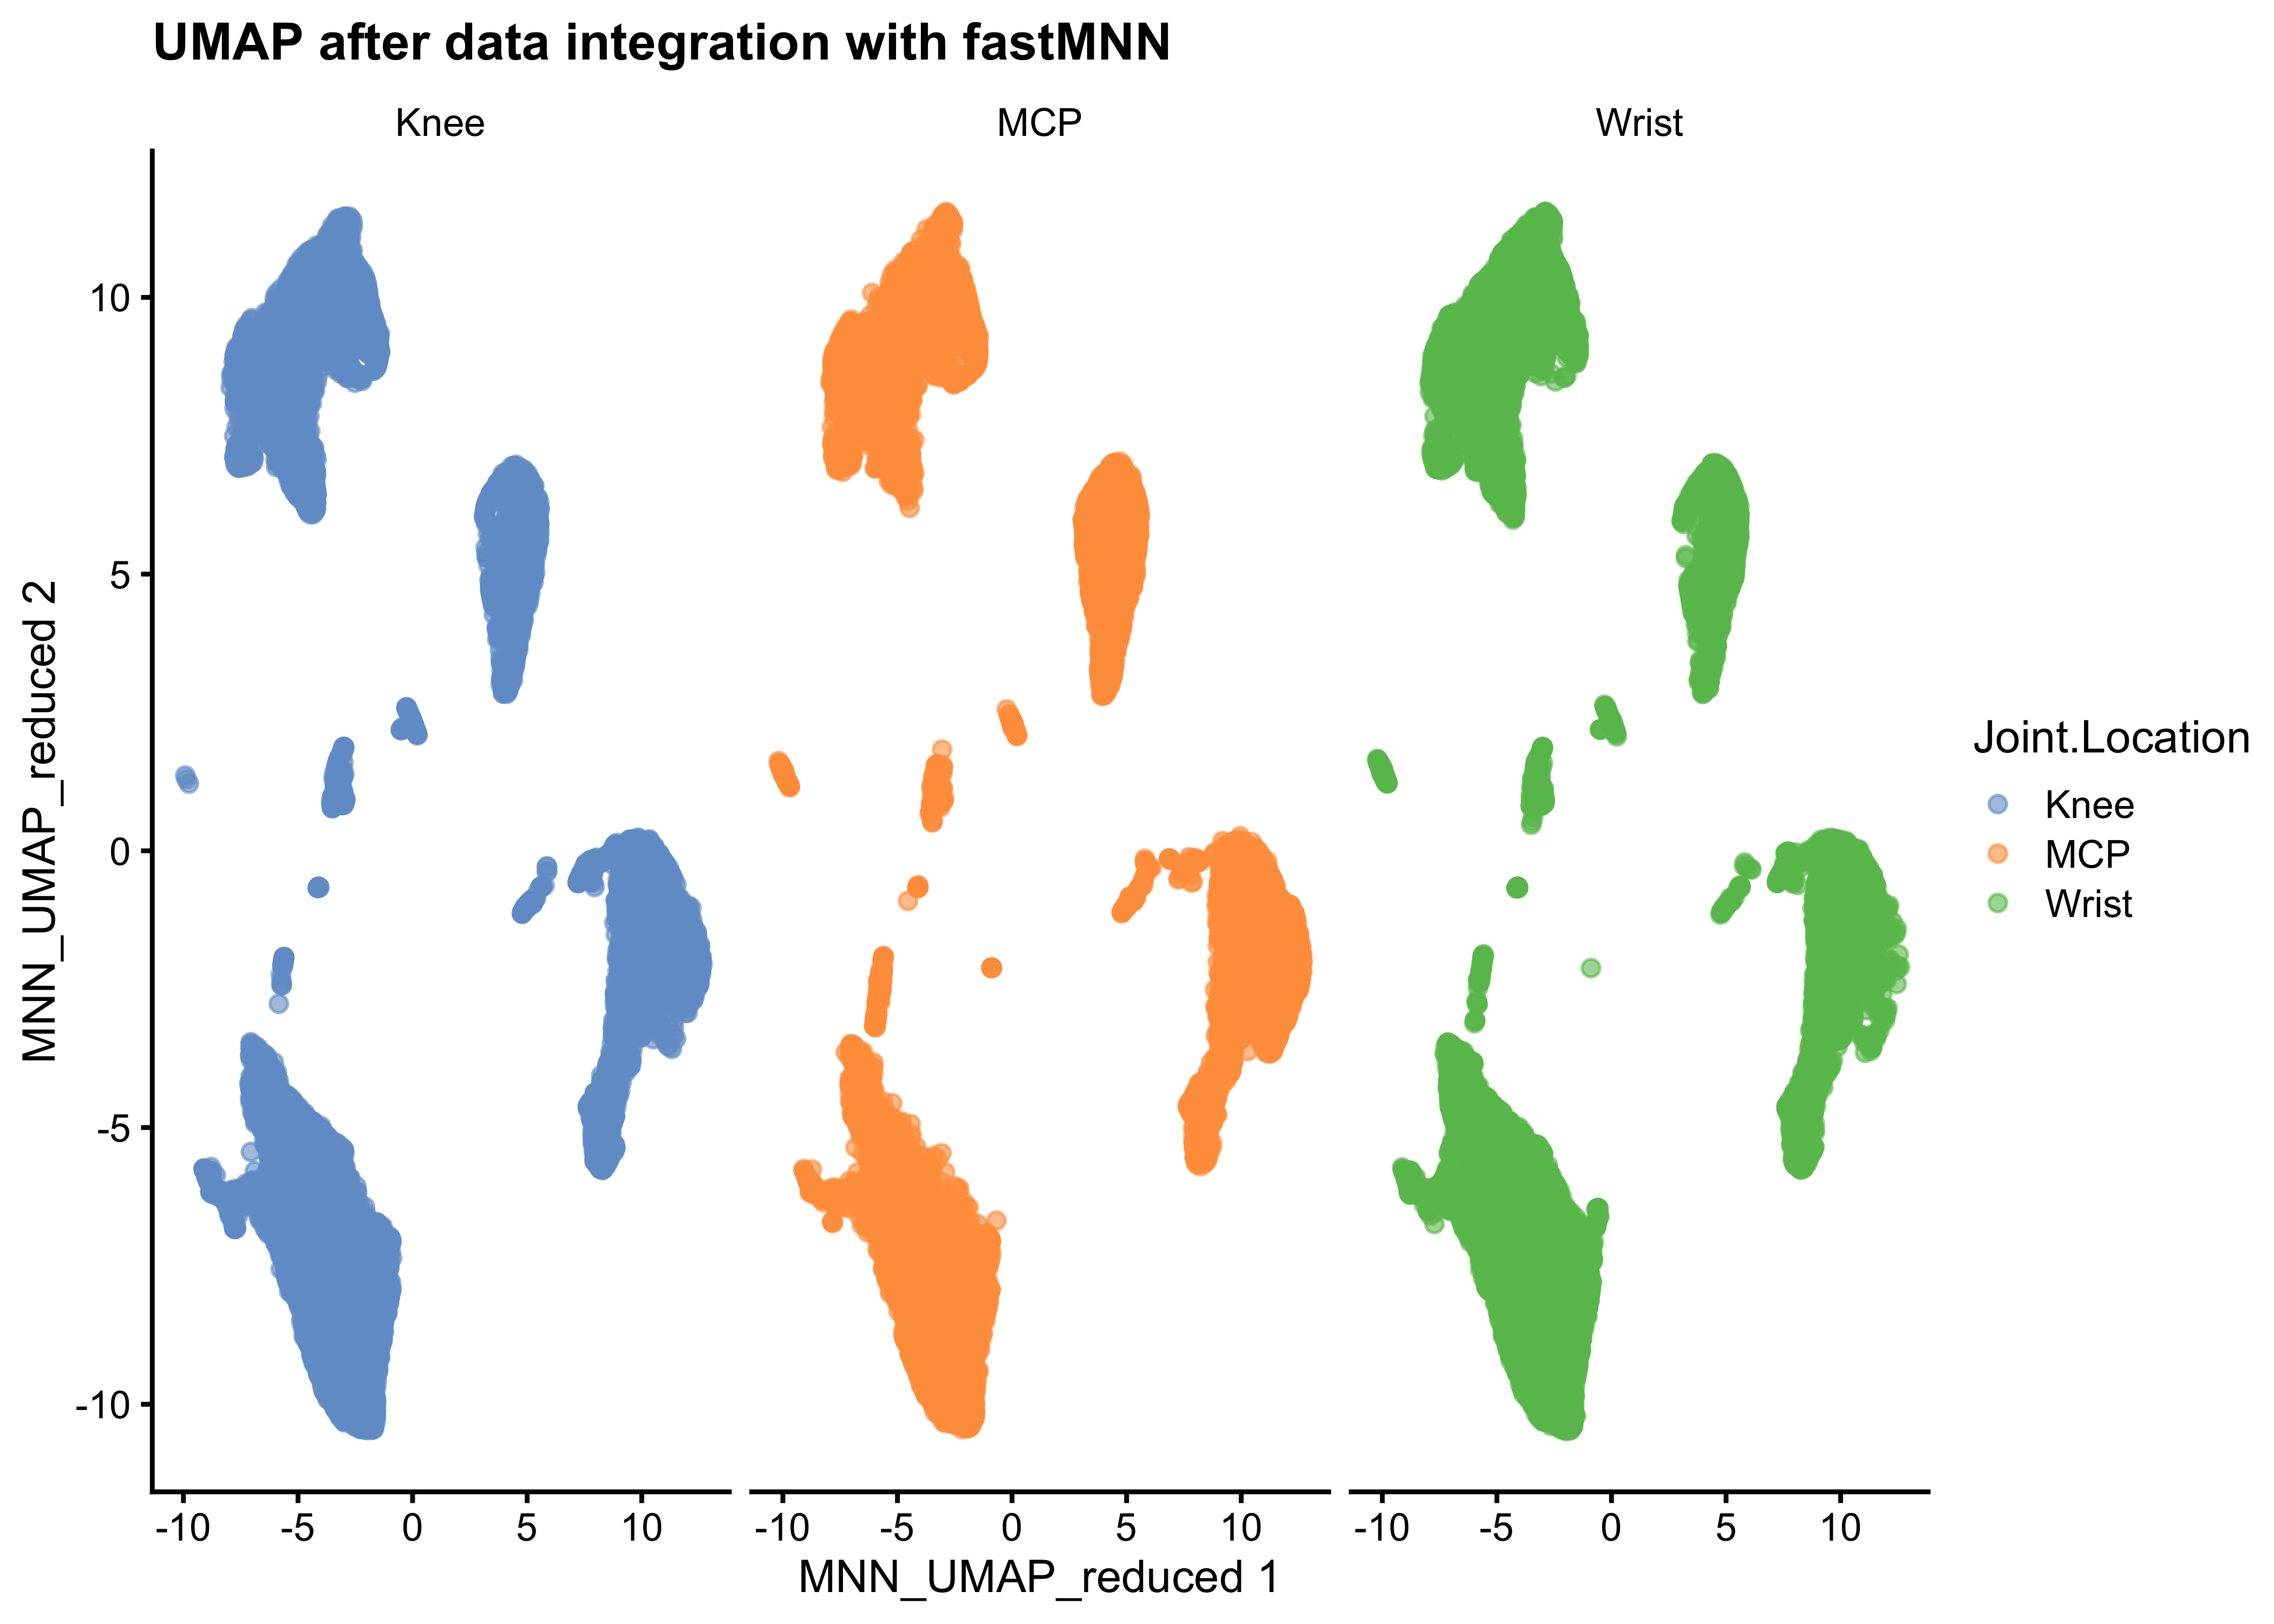 UMAP after data integration with fastMNN
Knee
MCP
Wrist
10
5
0
-5
-10
MNN_UMAP_reduced 2
-10 -5 0 5 10
-10 -5 0 5 10
-10 -5 0 5 10
MNN_UMAP_reduced 1
Joint.Location
Knee
MCP
Wrist